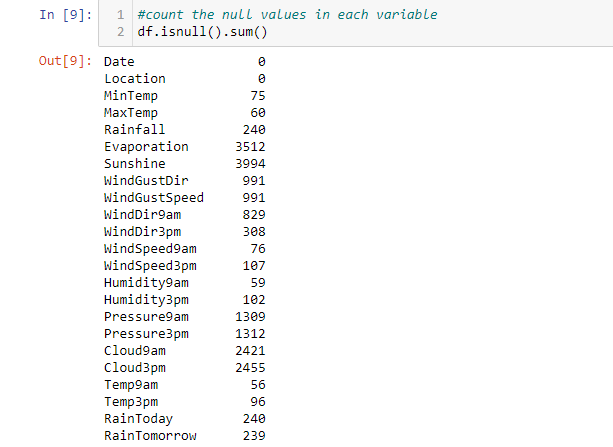 In [9]:
1 #count the null values in each variable
2 df.isnull().sum()
Out[9]: Date 0
Location 0
MinTemp 75
MaxTemp 60
Rainfall 240
Evaporation 3512
Sunshine 3994
WindGustDir 991
WindGustSpeed 991
WindDir9am 829
WindDir3pm 308
WindSpeed9am 76
WindSpeed3pm 107
Humidity9am 59
Humidity3pm 102
Pressure9am 1309
Pressure3pm 1312
Cloud9am 2421
Cloud3pm 2455
Temp9am 56
Temp3pm 96
RainToday 240
RainTomorrow 239